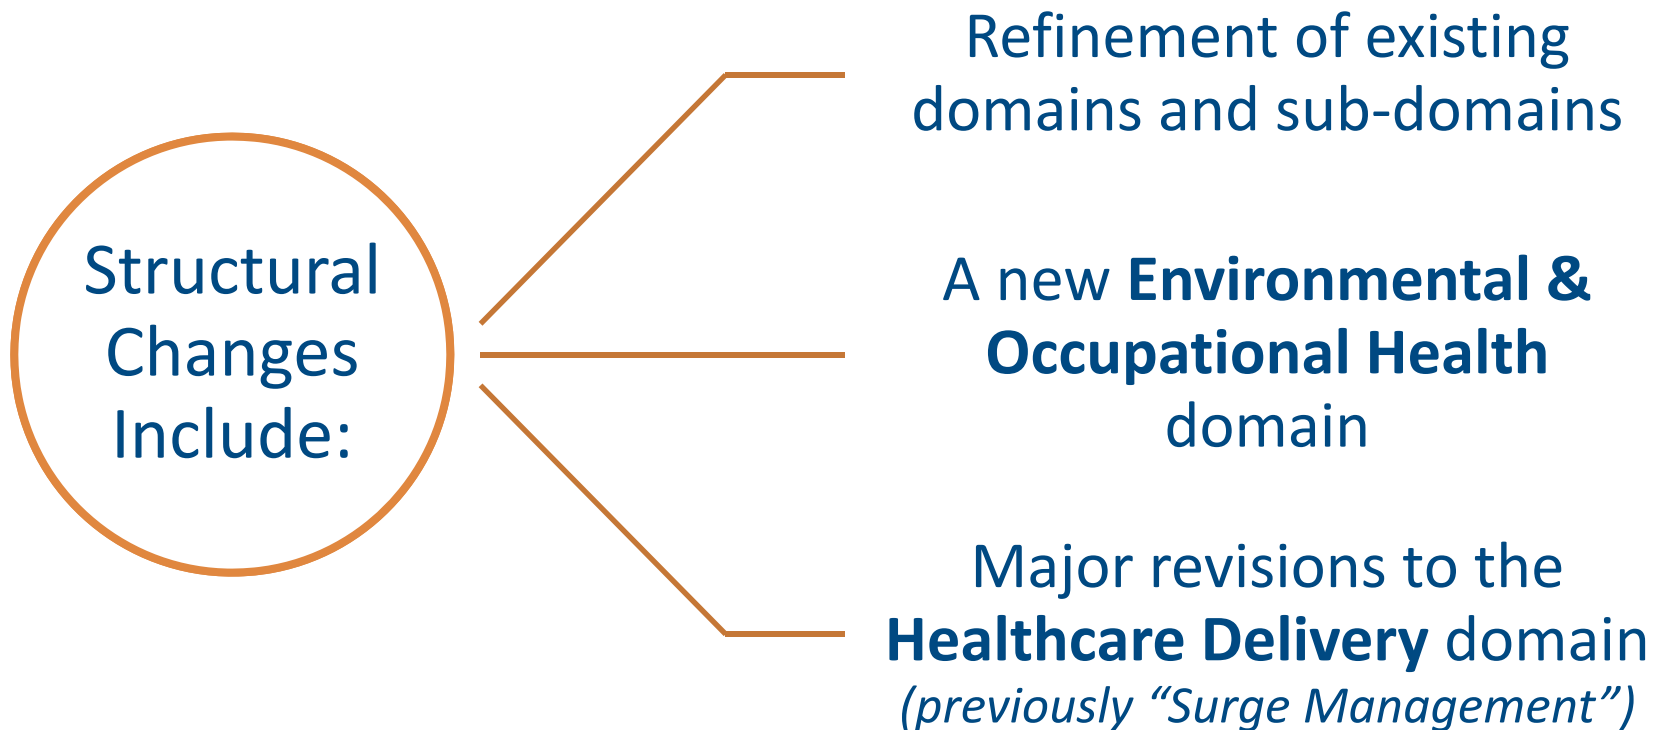 Structural
Changes
Include:
Refinement of existing
domains and sub-domains
A new Environmental &
Occupational Health
domain
Major revisions to the
Healthcare Delivery domain
(previously “Surge Management”)